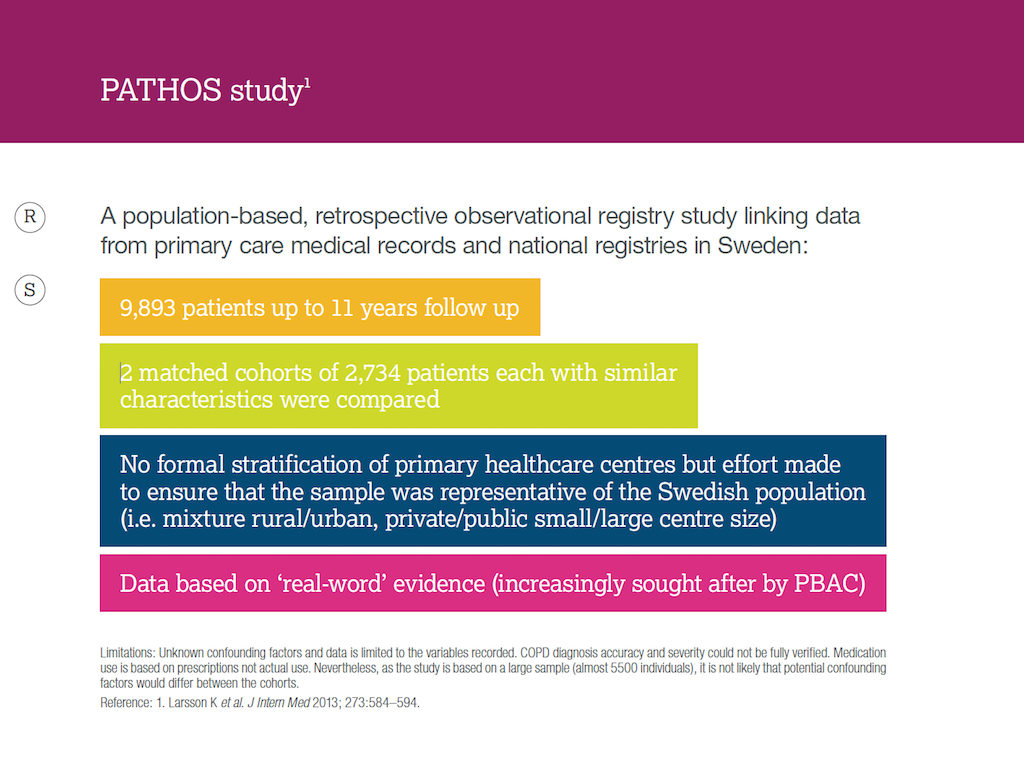 PATHOS study¹
R
A population-based, retrospective observational registry study linking data
from primary care medical records and national registries in Sweden:
S
9,893 patients up to 11 years follow up
2 matched cohorts of 2,734 patients each with similar
characteristics were compared
No formal stratification of primary healthcare centres but effort made
to ensure that the sample was representative of the Swedish population
(i.e. mixture rural/urban, private/public small/large centre size)
Data based on ‘real-word’ evidence (increasingly sought after by PBAC)
Limitations: Unknown confounding factors and data is limited to the variables recorded. COPD diagnosis accuracy and severity could not be fully verified. Medication
use is based on prescriptions not actual use. Nevertheless, as the study is based on a large sample (almost 5500 individuals), it is not likely that potential confounding
factors would differ between the cohorts.
Reference: 1. Larsson K et al. J Intern Med 2013; 273:584–594.